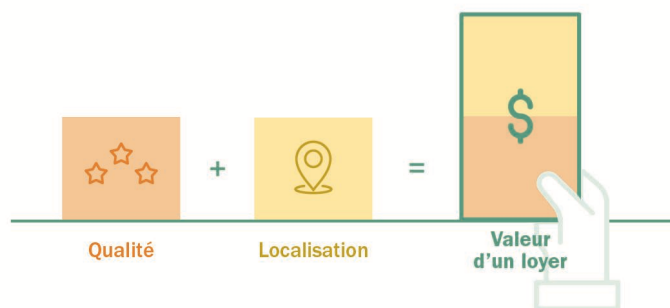 +
=
$
Qualité
Localisation
Valeur
d'un loyer